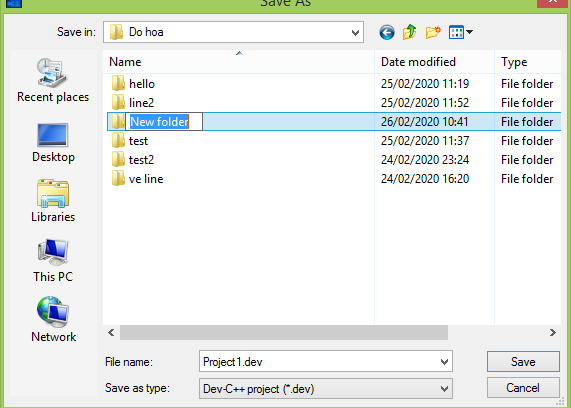 Save As
Save in:
Do hoa
Name
Date modified
Type
hello
25/02/2020 11:19
File folder
line2
25/02/2020 11:52
File folder
New folder
26/02/2020 10:41
File folder
test
25/02/2020 11:37
File folder
test2
24/02/2020 23:24
File folder
ve line
24/02/2020 16:20
File folder
Recent places
Desktop
Libraries
This PC
Network
File name:
Project1.dev
Save
Save as type:
Dev-C++ project (*.dev)
Cancel